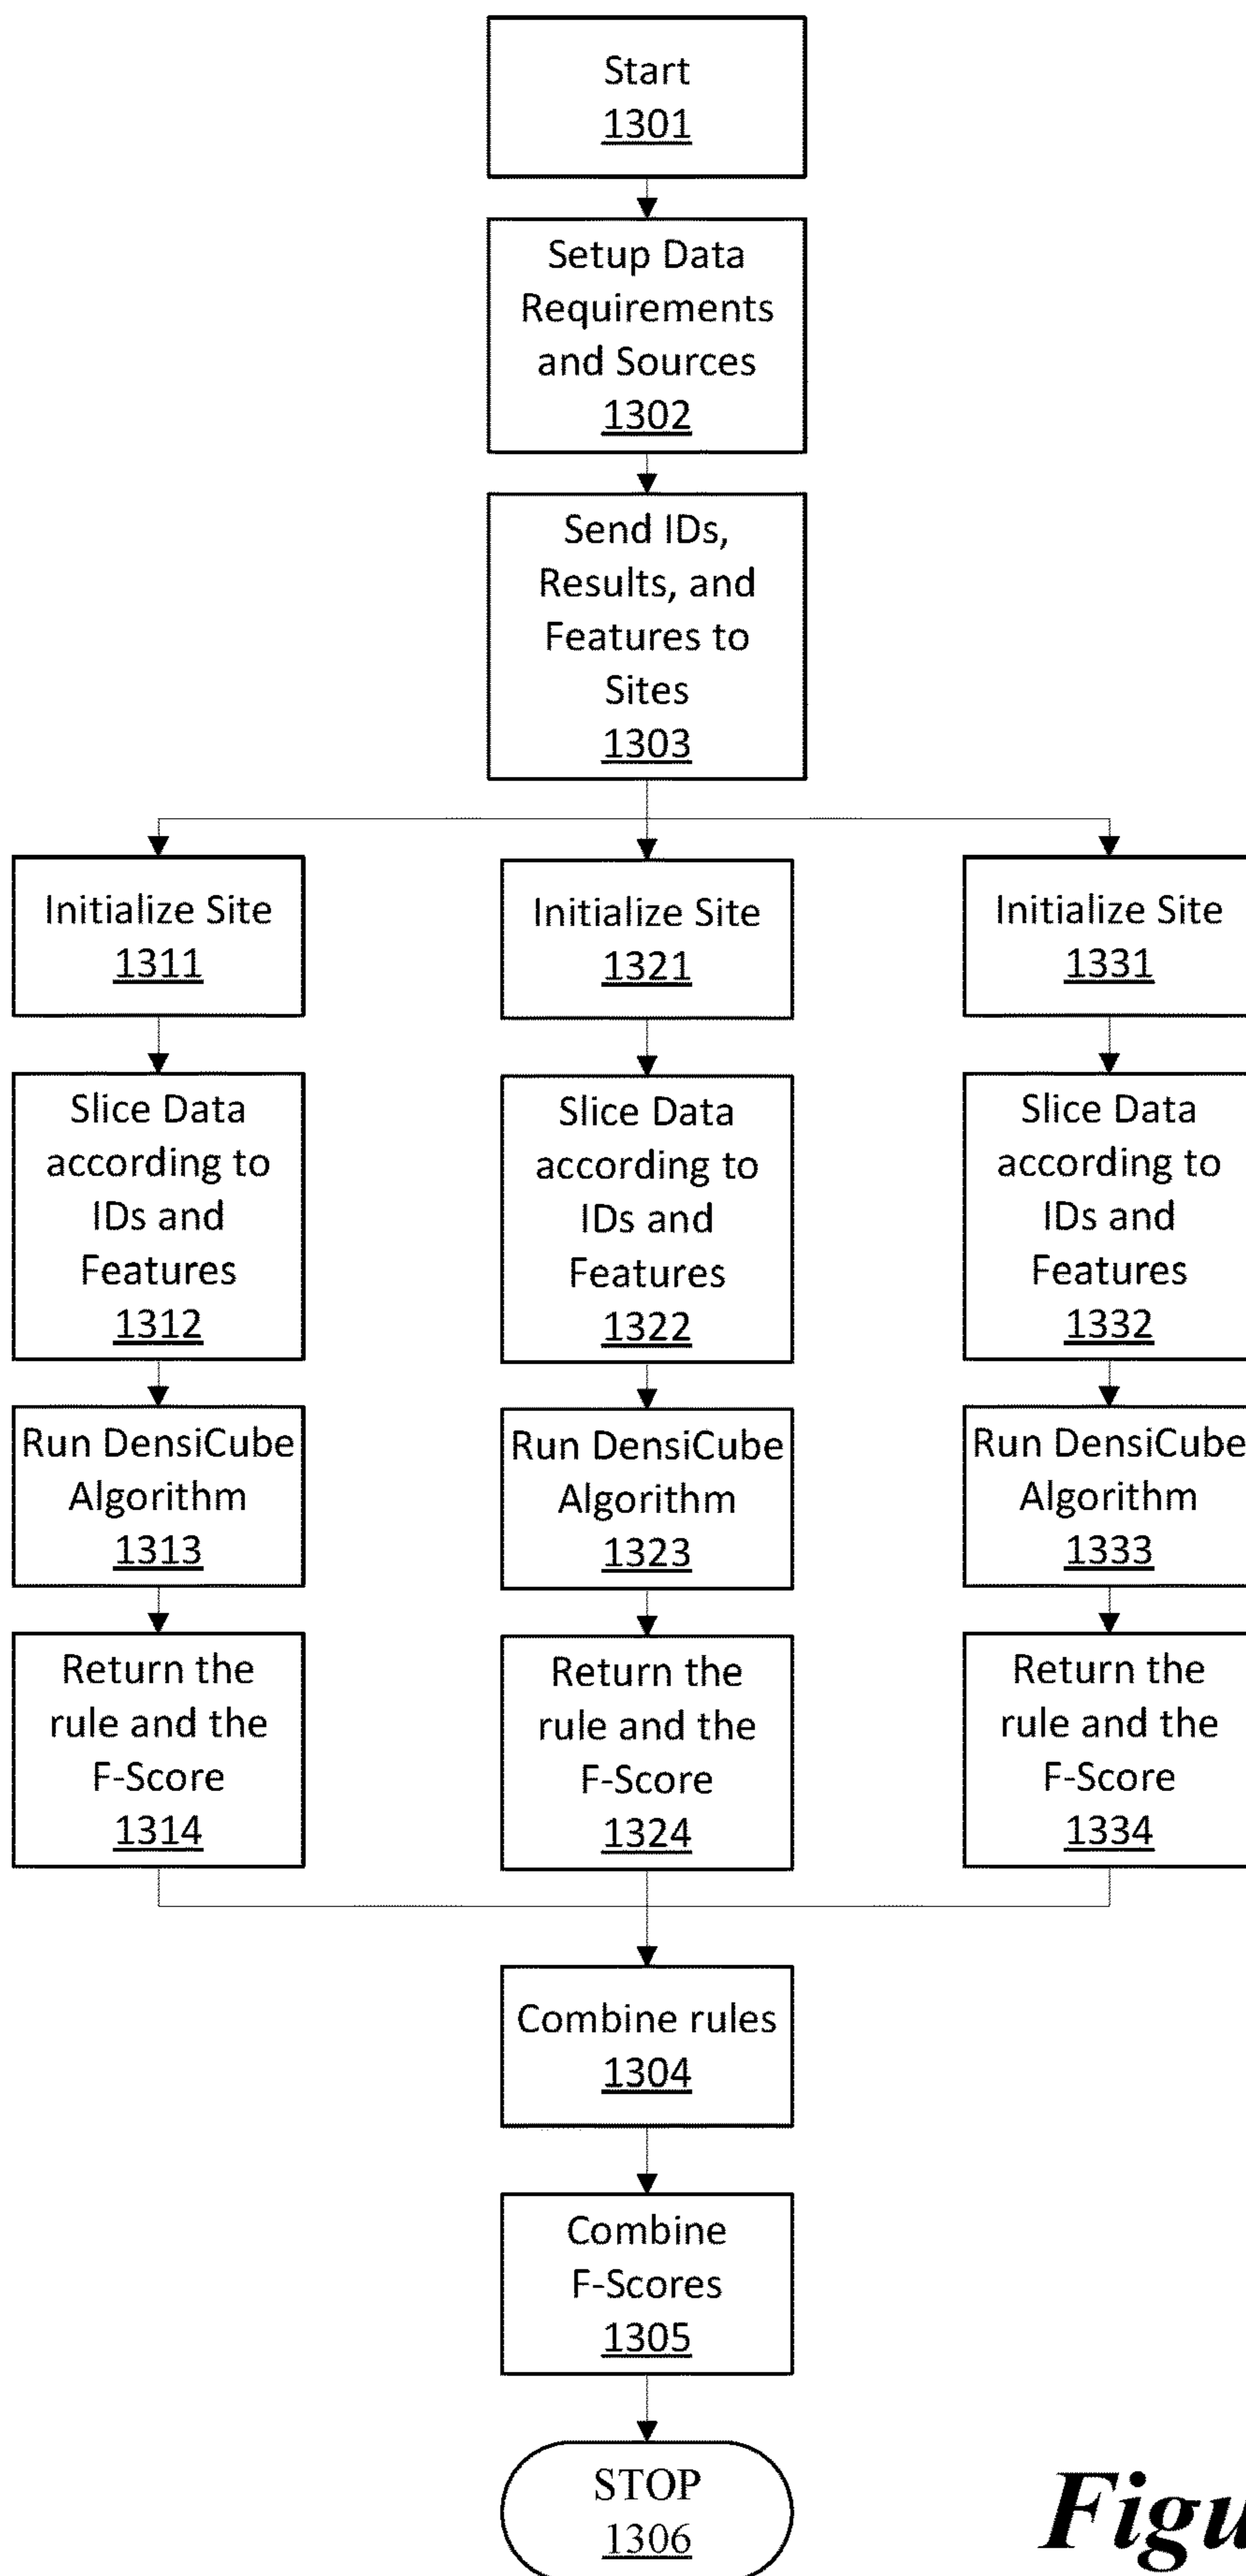 Start
1301
Setup Data
Requirements
and Sources
1302
Send IDs,
Results, and
Features to
Sites
1303
Initialize Site
1311
Slice Data
according to
IDs and
Features
1312
Run DensiCube
Algorithm
1313
Return the
rule and the
F-Score
1314
Initialize Site
1321
Slice Data
according to
IDs and
Features
1322
Run DensiCube
Algorithm
1323
Return the
rule and the
F-Score
1324
Initialize Site
1331
Slice Data
according to
IDs and
Features
1332
Run DensiCube
Algorithm
1333
Return the
rule and the
F-Score
1334
Combine rules
1304
Combine
F-Scores
1305
STOP
1306
Figu